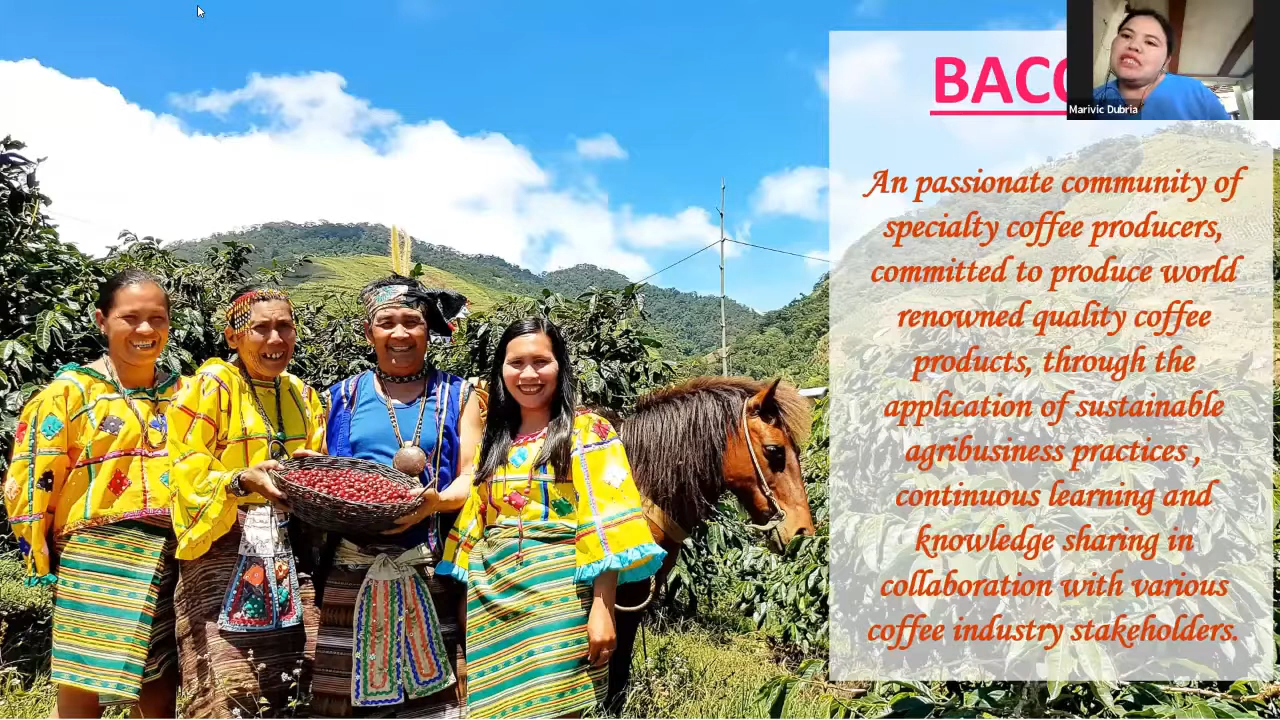 Marivic Dubria
An passionate community of
specialty coffee producers,
committed to produce world
renowned quality coffee
products, through the
application of sustainable
agribusiness practices ,
continuous learning and
knowledge sharing in
collaboration with various
coffee industry stakeholders.